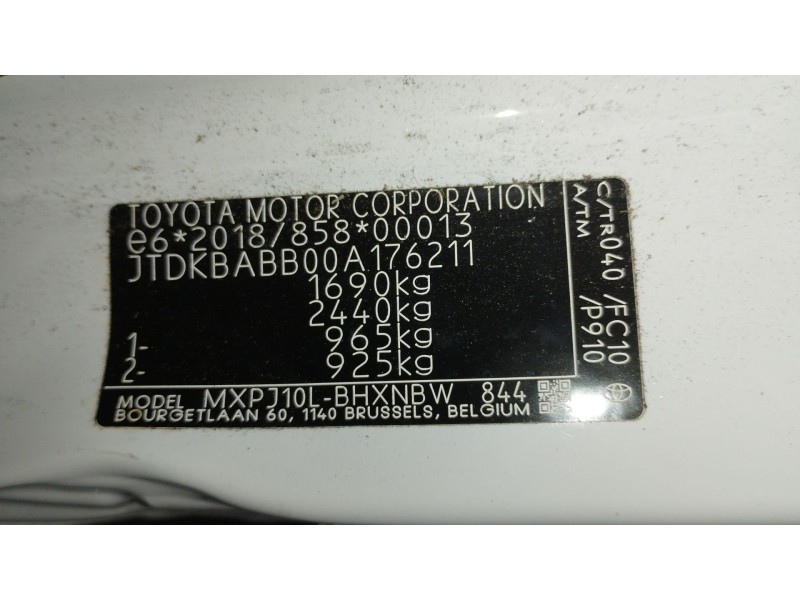 TOYOTA MOTOR CORPORATION
e6*2018/858*00013
JTDKBABB00A176211
1690kg
2440kg
1- 965kg
2- 925kg
MODEL MXPJ10L-BHXNBW 844
BOURGETLAAN 60, 1140 BRUSSELS, BELGIUM
C/TR040 /FC10
A/TM /P910